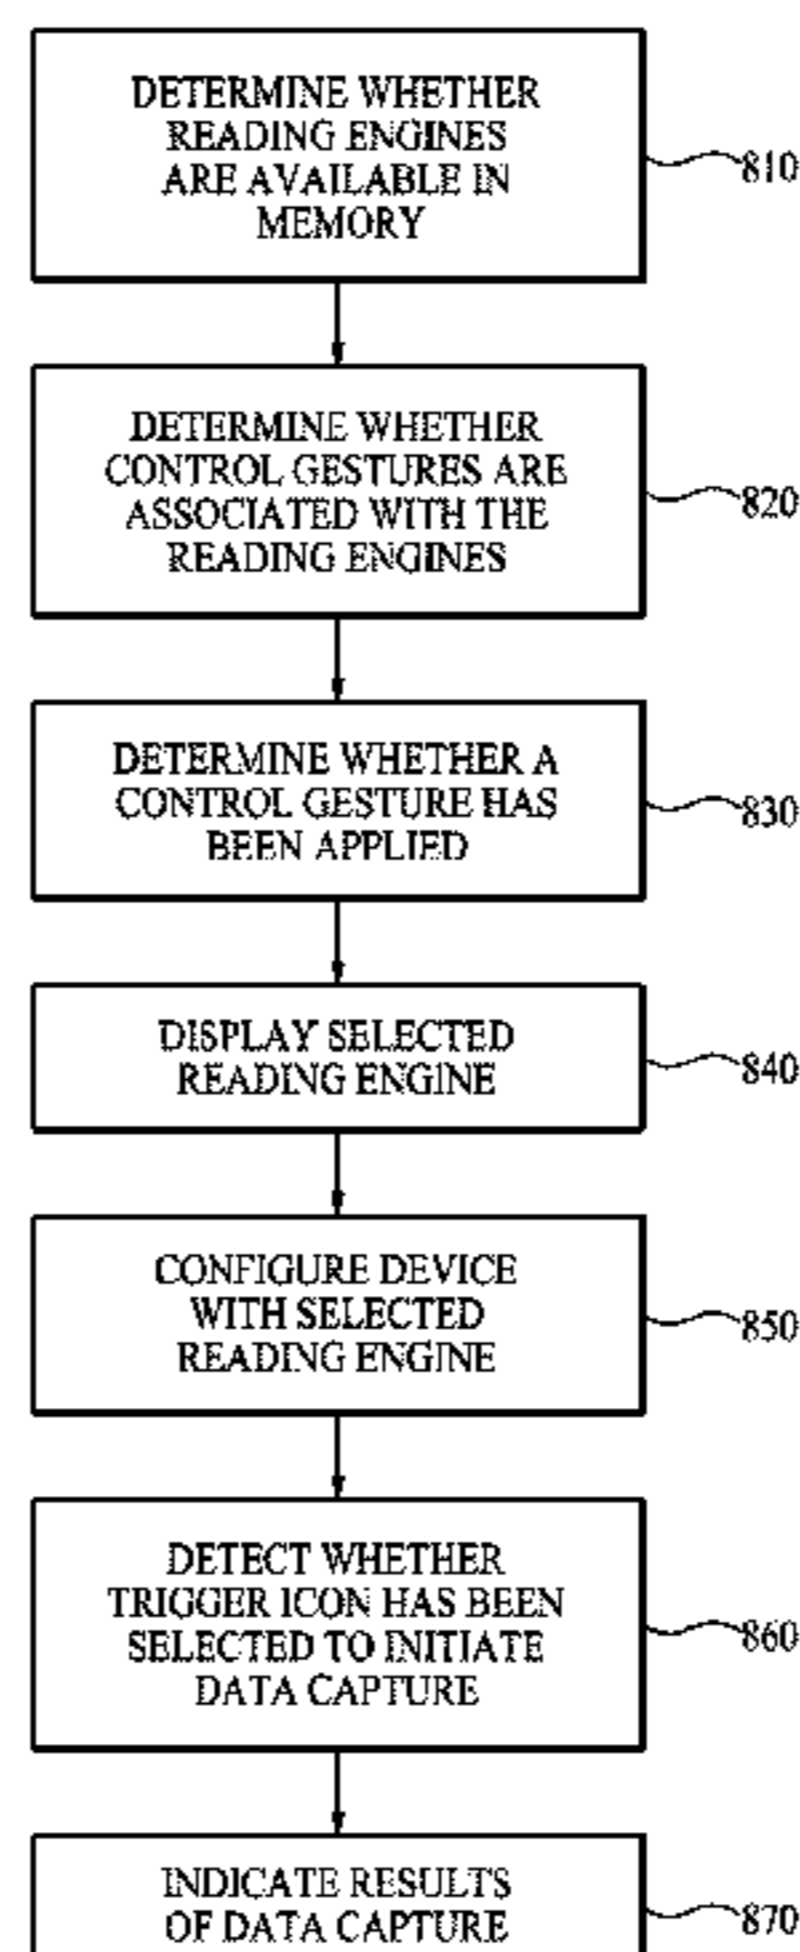 DETERMINE WHETHER
READING ENGINES
ARE AVAILABLE IN
MEMORY
810
DETERMINE WHETHER
CONTROL GESTURES ARE
ASSOCIATED WITH THE
READING ENGINES
820
DETERMINE WHETHER A
CONTROL GESTURE HAS
BEEN APPLIED
830
DISPLAY SELECTED
READING ENGINE
840
CONFIGURE DEVICE
WITH SELECTED
READING ENGINE
850
DETECT WHETHER
TRIGGER ICON HAS BEEN
SELECTED TO INITIATE
DATA CAPTURE
860
INDICATE RESULTS
OF DATA CAPTURE
870